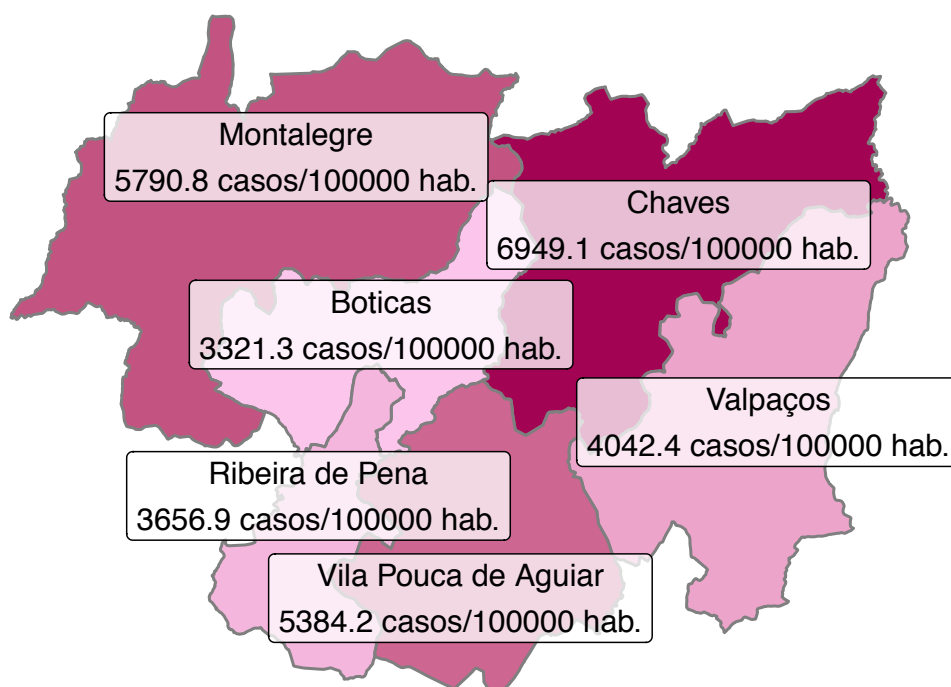 Montalegre
5790.8 casos/100000 hab.
Chaves
6949.1 casos/100000 hab.
Boticas
3321.3 casos/100000 hab.
Valpaços
4042.4 casos/100000 hab.
Ribeira de Pena
3656.9 casos/100000 hab.
Vila Pouca de Aguiar
5384.2 casos/100000 hab.